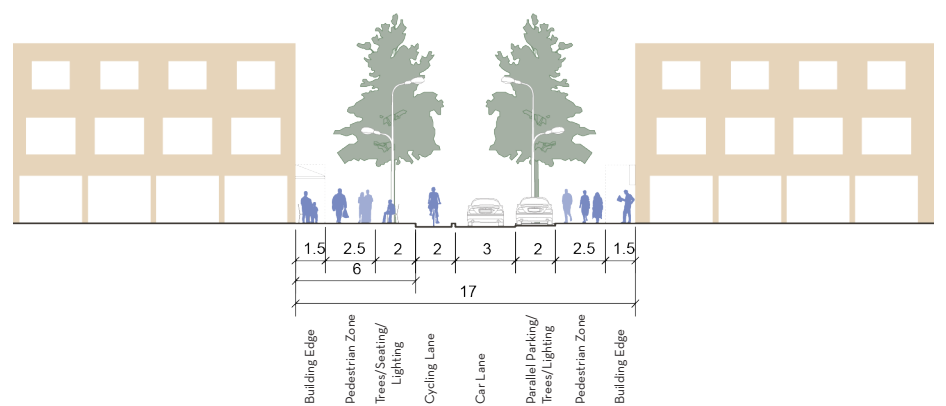 1.5 2.5 2 2 3 2 2.5 1.5
6
17
Building Edge
Pedestrian Zone
Trees/Seating/
Lighting
Cycling Lane
Car Lane
Parallel Parking/
Trees/Lighting
Pedestrian Zone
Building Edge